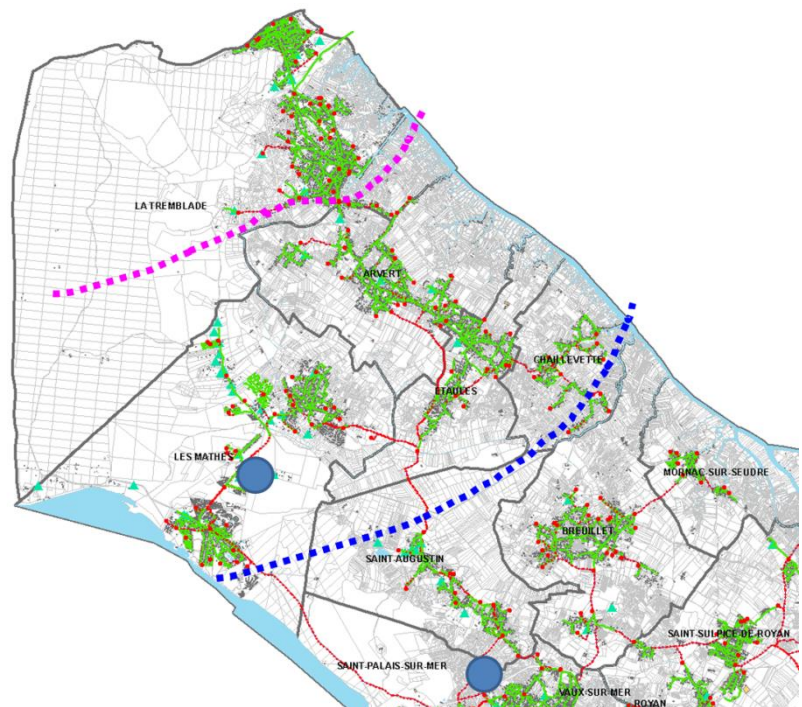 LA TREMBLADE
ARVERT
CHAILLEVETTE
ETAULES
LES MATHES
MORNAC-SUR-SEUDRE
BREUILLET
SAINT-AUGUSTIN
SAINT-SULPICE-DE-ROYAN
SAINT-PALAIS-SUR-MER
VAUX-SUR-MER
ROYAN